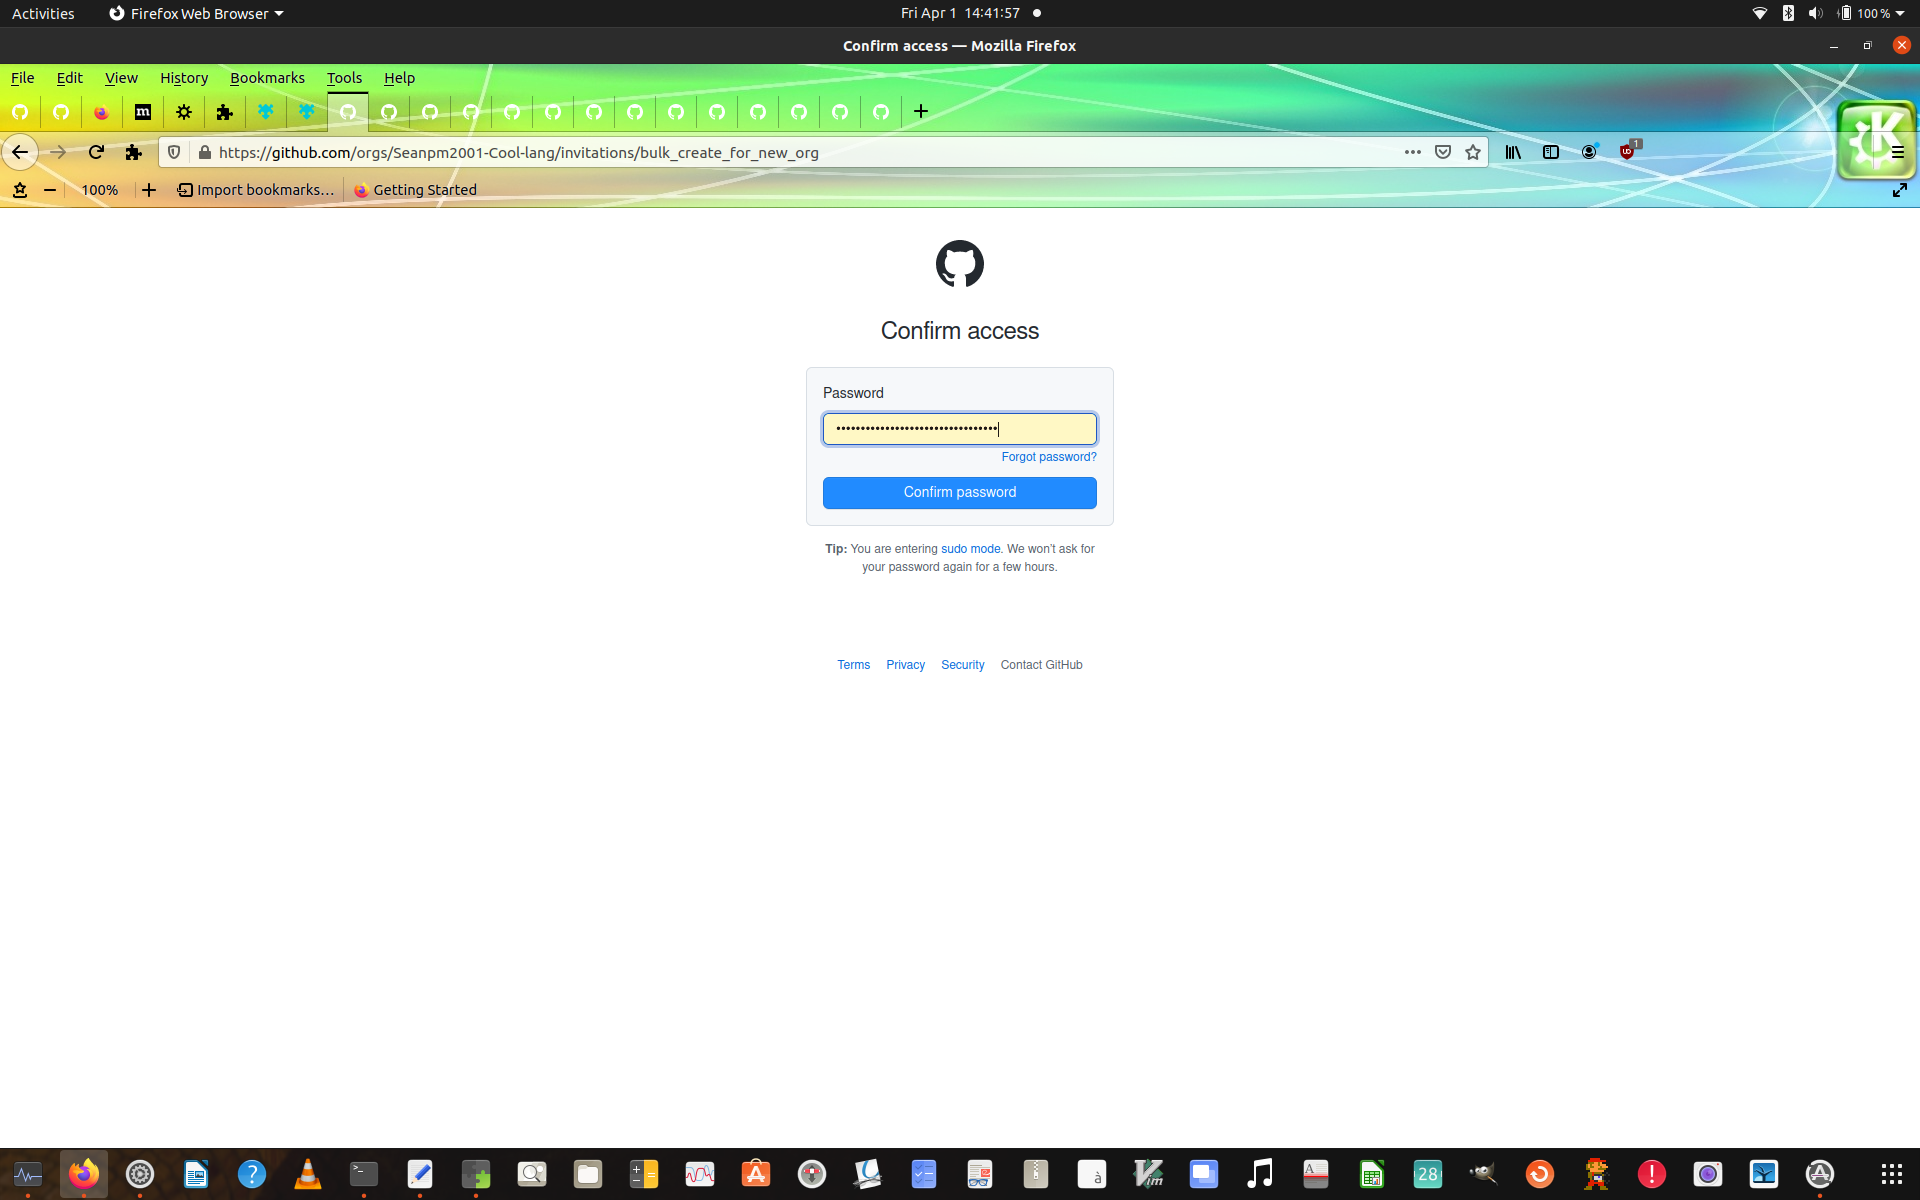 Activities
Firefox Web Browser
Fri Apr 1 14:41:57
100 %
Confirm access — Mozilla Firefox
File Edit View History Bookmarks Tools Help
https://github.com/orgs/Seanpm2001-Cool-lang/invitations/bulk_create_for_new_org
1
100%
Import bookmarks…
Getting Started
Confirm access
Password
••••••••••••••••••••••••••••••••••
Forgot password?
Confirm password
Tip: You are entering sudo mode. We won't ask for
your password again for a few hours.
Terms Privacy Security Contact GitHub
28